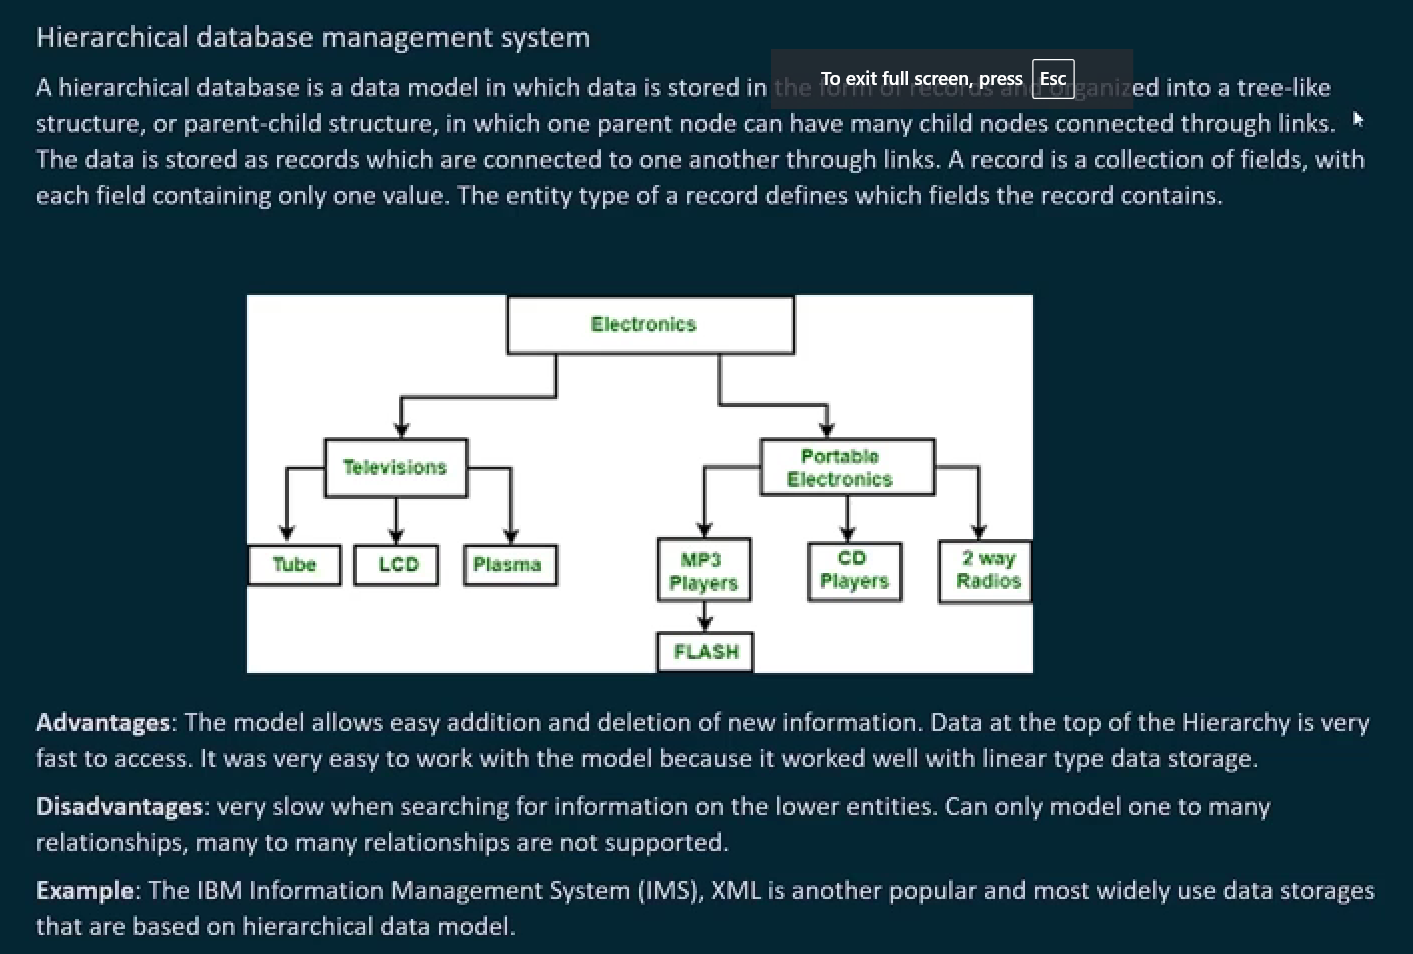 Hierarchical database management system
To exit full screen, press Esc
A hierarchical database is a data model in which data is stored in the form of records and organized into a tree-like
structure, or parent-child structure, in which one parent node can have many child nodes connected through links.
The data is stored as records which are connected to one another through links. A record is a collection of fields, with
each field containing only one value. The entity type of a record defines which fields the record contains.
Electronics
Televisions
Portable
Electronics
Tube
LCD
Plasma
MP3
Players
CD
Players
2 way
Radios
FLASH
Advantages: The model allows easy addition and deletion of new information. Data at the top of the Hierarchy is very
fast to access. It was very easy to work with the model because it worked well with linear type data storage.
Disadvantages: very slow when searching for information on the lower entities. Can only model one to many
relationships, many to many relationships are not supported.
Example: The IBM Information Management System (IMS), XML is another popular and most widely use data storages
that are based on hierarchical data model.